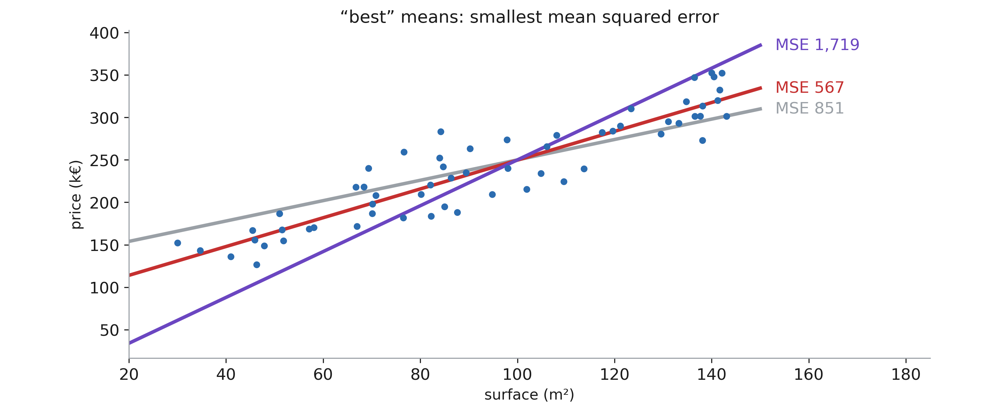 “best” means: smallest mean squared error
400
350
300
250
200
150
100
50
price (k€)
MSE 1,719
MSE 567
MSE 851
20 40 60 80 100 120 140 160 180
surface (m²)